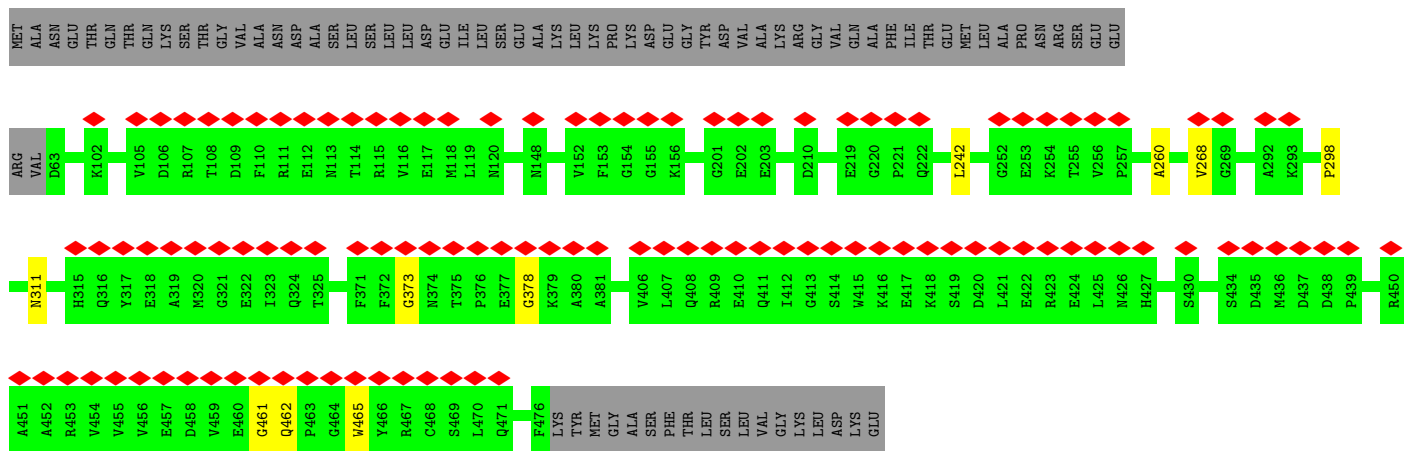 MET ALA ASN GLU THR GLN THR GLN LYS SER THR GLY VAL ALA ASN ASP ALA SER LEU SER LEU LEU ASP GLU ILE LEU SER GLU ALA LYS LEU LYS PRO LYS ASP GLU GLY TYR ASP VAL ALA LYS ARG GLY VAL GLN ALA PHE ILE THR GLU MET LEU ALA PRO ASN ARG SER GLU GLU
ARG VAL D63 K102 V105 D106 R107 T108 D109 F110 R111 E112 N113 T114 R115 V116 E117 M118 L119 N120 N148 V152 F153 G154 G155 K156 G201 E202 E203 D210 E219 G220 P221 Q222 L242 G252 E253 K254 T255 V256 P257 A260 V268 G269 A292 K293 P298
N311 H315 Q316 Y317 E318 A319 M320 G321 E322 I323 Q324 T325 F371 F372 G373 N374 T375 P376 E377 G378 K379 A380 A381 V406 L407 Q408 R409 E410 Q411 I412 G413 S414 W415 K416 E417 K418 S419 D420 L421 E422 R423 E424 L425 N426 H427 S430 S434 D435 M436 D437 D438 P439 R450
A451 A452 R453 V454 V455 V456 E457 D458 V459 E460 G461 Q462 P463 G464 W465 Y466 R467 C468 S469 L470 Q471 F476 LYS TYR MET GLY ALA SER PHE THR LEU SER LEU VAL GLY LYS LEU ASP LYS GLU